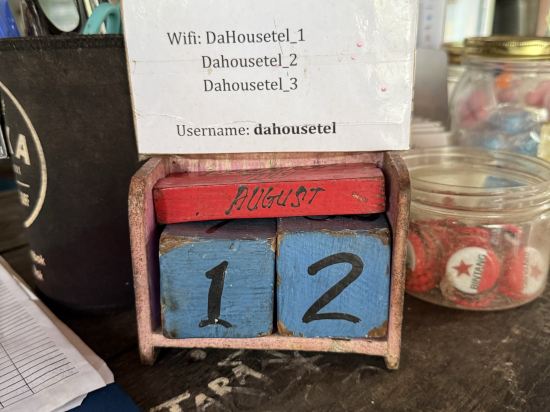 Wifi: DaHousetel_1
Dahousetel_2
Dahousetel_3
Username: dahousetel
AUGUST
1 2
BINTANG